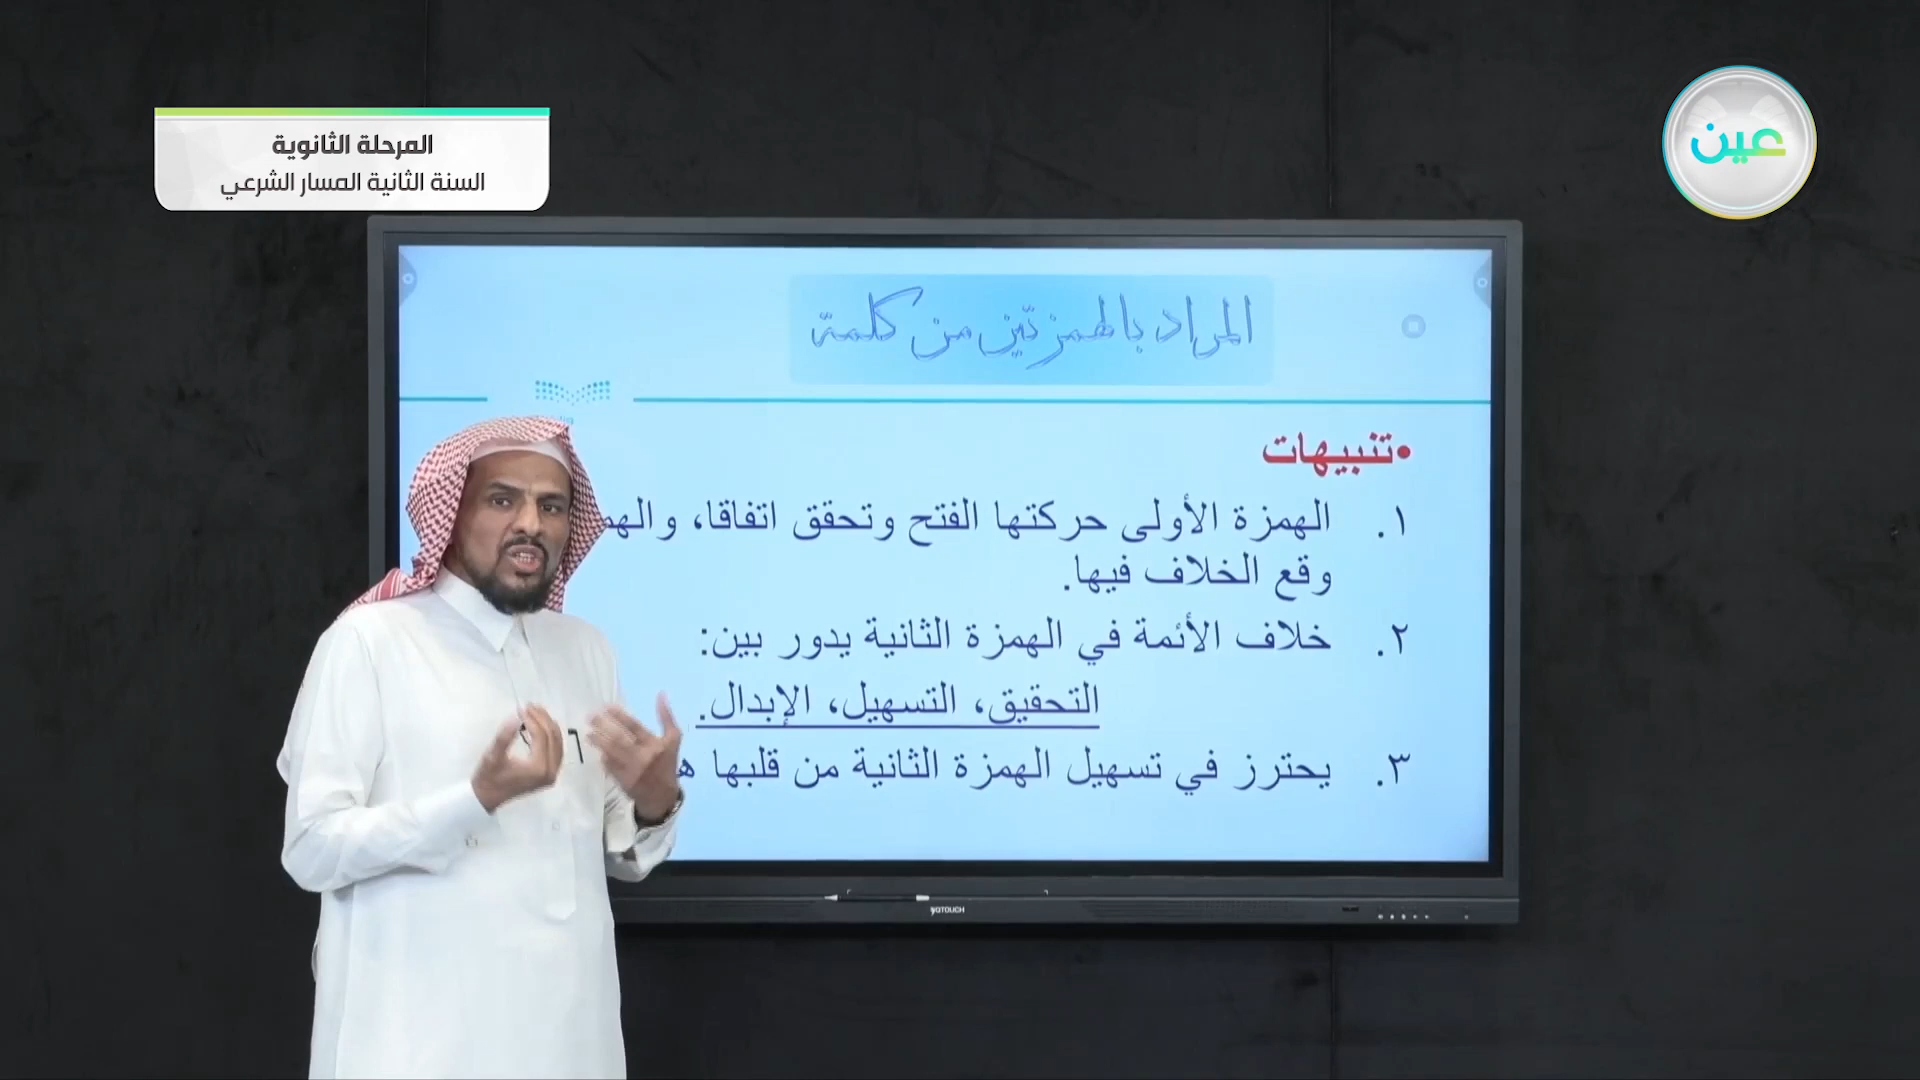 المرحلة الثانوية
السنة الثانية المسار الشرعي
عين
المراد بالهمزتين من كلمة
•تنبيهات
١. الهمزة الأولى حركتها الفتح وتحقق اتفاقا،
وقع الخلاف فيها.
٢. خلاف الأئمة في الهمزة الثانية يدور بين:
التحقيق، التسهيل، الإبدال.
٣. يحترز في تسهيل الهمزة الثانية من قلبها